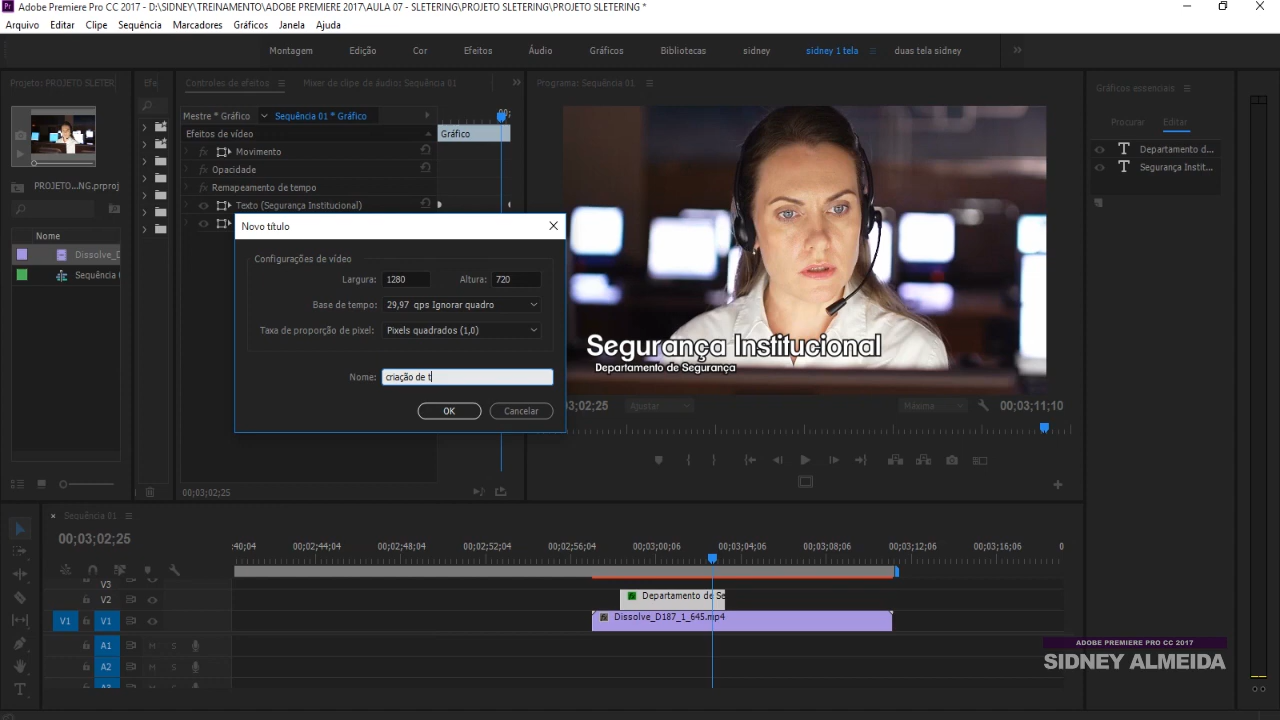 Adobe Premiere Pro CC 2017 - D:\SIDNEY\TREINAMENTO\ADOBE PREMIERE 2017\AULA 07 - SLETERING\PROJETO SLETERING\PROJETO SLETERING *
Arquivo Editar Clipe Sequência Marcadores Gráficos Janela Ajuda
Montagem Edição Cor Efeitos Áudio Gráficos Bibliotecas sidney sidney 1 tela duas tela sidney
Projeto: PROJETO SLETER Efe Controles de efeitos Mixer de clipe de áudio: Sequência 01 Programa: Sequência 01 Gráficos essenciais
Mestre * Gráfico Sequência 01 * Gráfico
Procurar Editar
Efeitos de vídeo Gráfico
fx Movimento
Departamento d...
fx Opacidade
Segurança Instit...
PROJETO...NG.prproj
fx Remapeamento de tempo
Texto (Segurança Institucional)
Novo título
Nome
Dissolve_D
Sequência
Configurações de vídeo
Largura: 1280 Altura: 720
Base de tempo: 29,97 qps Ignorar quadro
Taxa de proporção de pixel: Pixels quadrados (1,0)
Nome: criação de t
OK Cancelar
Segurança Institucional
Departamento de Segurança
03;02;25 Ajustar Máxima 00;03;11;10
00;03;02;25
Sequência 01
00;03;02;25
:40;04 00;02;44;04 00;02;48;04 00;02;52;04 00;02;56;04 00;03;00;06 00;03;04;06 00;03;08;06 00;03;12;06 00;03;16;06 0
V3
V2 Departamento de Se
V1 V1 Dissolve_D187_1_645.mp4
A1 M S
A2 M S
A3 M S
ADOBE PREMIERE PRO CC 2017
SIDNEY ALMEIDA